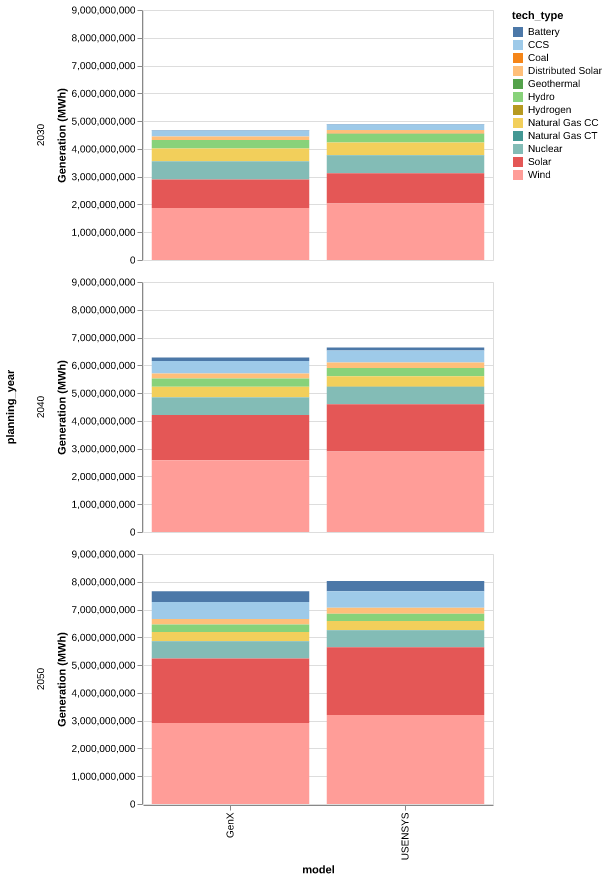 tech_type
Battery
CCS
Coal
Distributed Solar
Geothermal
Hydro
Hydrogen
Natural Gas CC
Natural Gas CT
Nuclear
Solar
Wind
planning_year
2030
Generation (MWh)
9,000,000,000
8,000,000,000
7,000,000,000
6,000,000,000
5,000,000,000
4,000,000,000
3,000,000,000
2,000,000,000
1,000,000,000
0
2040
Generation (MWh)
9,000,000,000
8,000,000,000
7,000,000,000
6,000,000,000
5,000,000,000
4,000,000,000
3,000,000,000
2,000,000,000
1,000,000,000
0
2050
Generation (MWh)
9,000,000,000
8,000,000,000
7,000,000,000
6,000,000,000
5,000,000,000
4,000,000,000
3,000,000,000
2,000,000,000
1,000,000,000
0
GenX
USENSYS
model